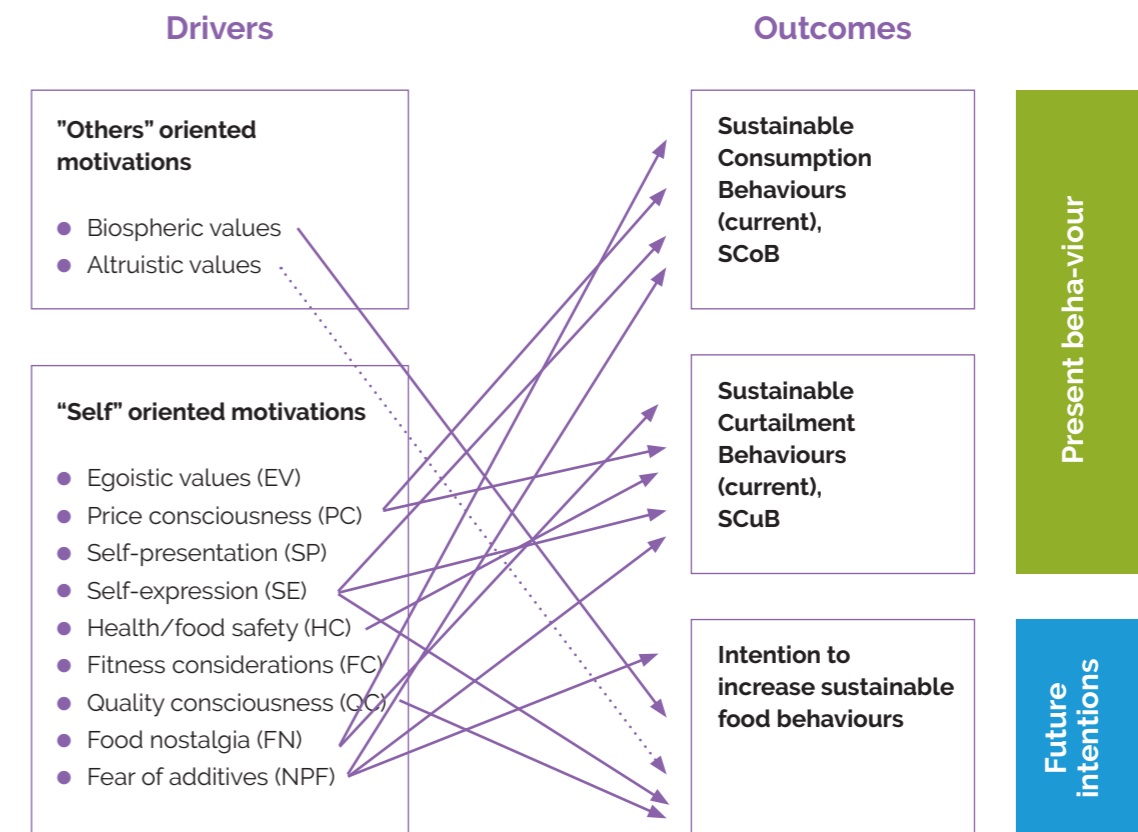 Drivers
Outcomes
”Others” oriented
motivations
Biospheric values
Altruistic values
“Self” oriented motivations
Egoistic values (EV)
Price consciousness (PC)
Self-presentation (SP)
Self-expression (SE)
Health/food safety (HC)
Fitness considerations (FC)
Quality consciousness (QC)
Food nostalgia (FN)
Fear of additives (NPF)
Sustainable
Consumption
Behaviours
(current),
SCoB
Sustainable
Curtailment
Behaviours
(current),
SCuB
Intention to
increase sustainable
food behaviours
Present beha-viour
Future
intentions